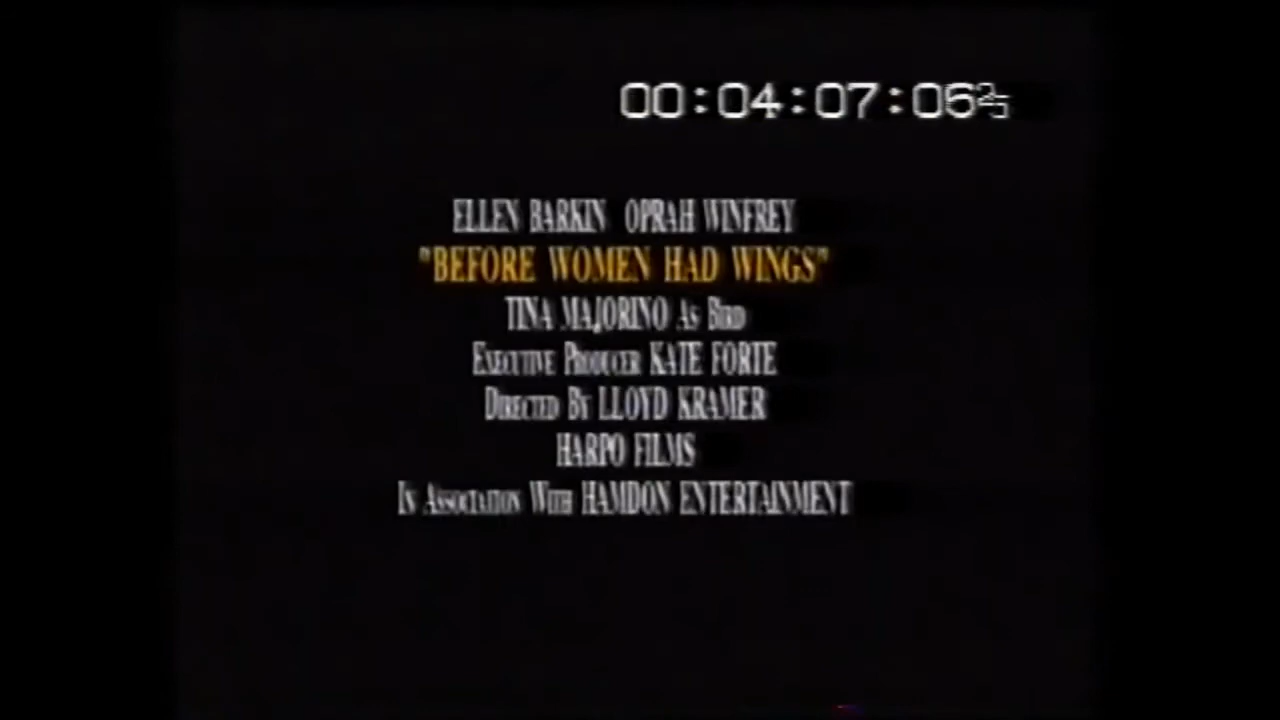 00:04:07:06
ELLEN BARKIN OPRAH WINFREY
"BEFORE WOMEN HAD WINGS"
TINA MAJORINO As Bird
Executive Producer KATE FORTE
Directed By LLOYD KRAMER
HARPO FILMS
In Association With HAMDON ENTERTAINMENT